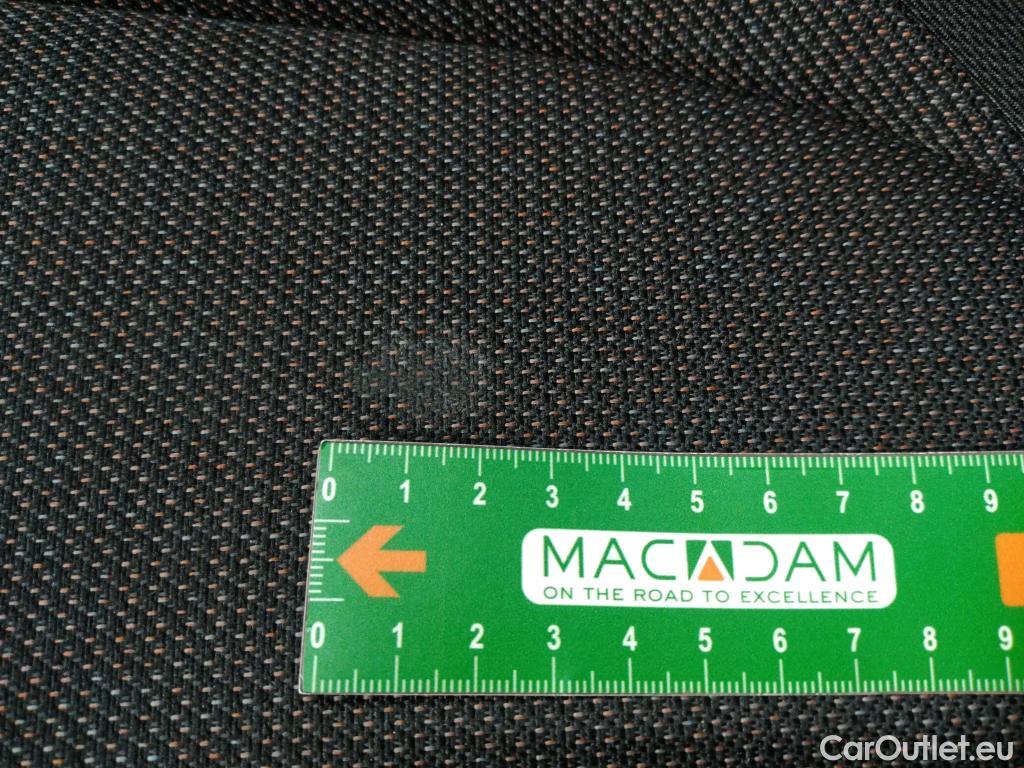 0 1 2 3 4 5 6 7 8 9
MACADAM
ON THE ROAD TO EXCELLENCE
0 1 2 3 4 5 6 7 8 9
CarOutlet.eu